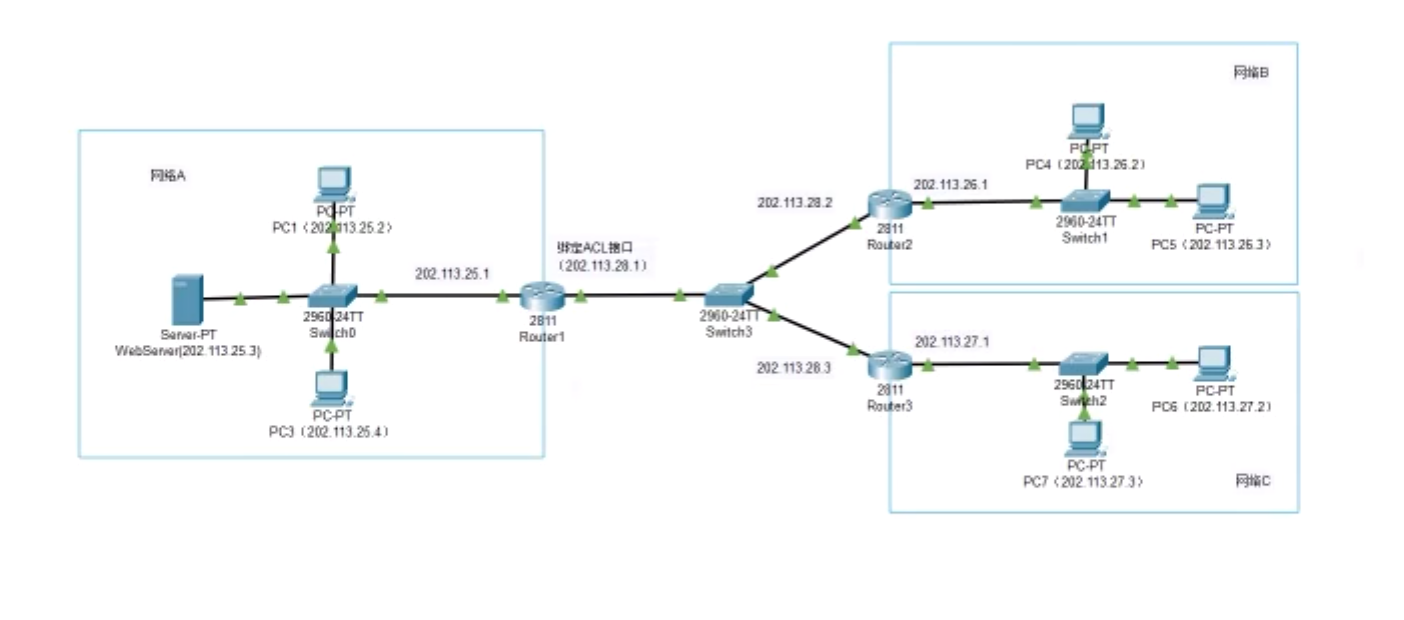 网络A
PC-PT
PC1（202.113.25.2）
Server-PT
WebServer(202.113.25.3)
2960-24TT
Switch0
PC-PT
PC3（202.113.25.4）
202.113.25.1
2811
Router1
绑定ACL接口
（202.113.28.1）
2960-24TT
Switch3
202.113.28.2
2811
Router2
202.113.28.3
2811
Router3
网络B
202.113.26.1
PC-PT
PC4（202.113.26.2）
2960-24TT
Switch1
PC-PT
PC5（202.113.26.3）
202.113.27.1
2960-24TT
Switch2
PC-PT
PC6（202.113.27.2）
PC-PT
PC7（202.113.27.3）
网络C